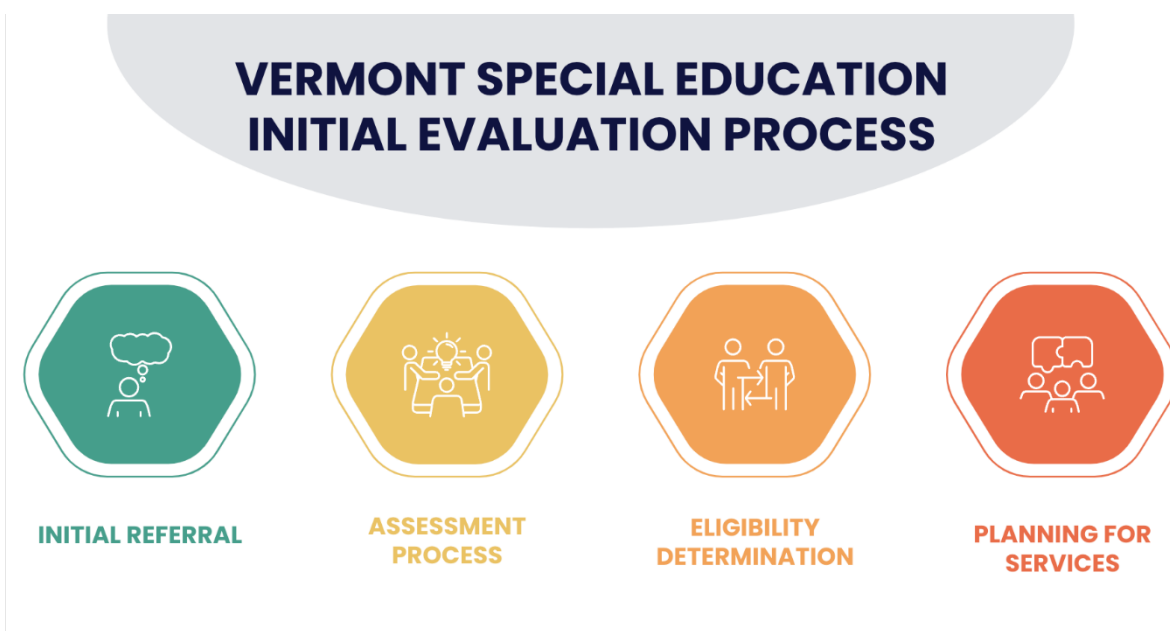 VERMONT SPECIAL EDUCATION
INITIAL EVALUATION PROCESS
INITIAL REFERRAL
ASSESSMENT
PROCESS
ELIGIBILITY
DETERMINATION
PLANNING FOR
SERVICES